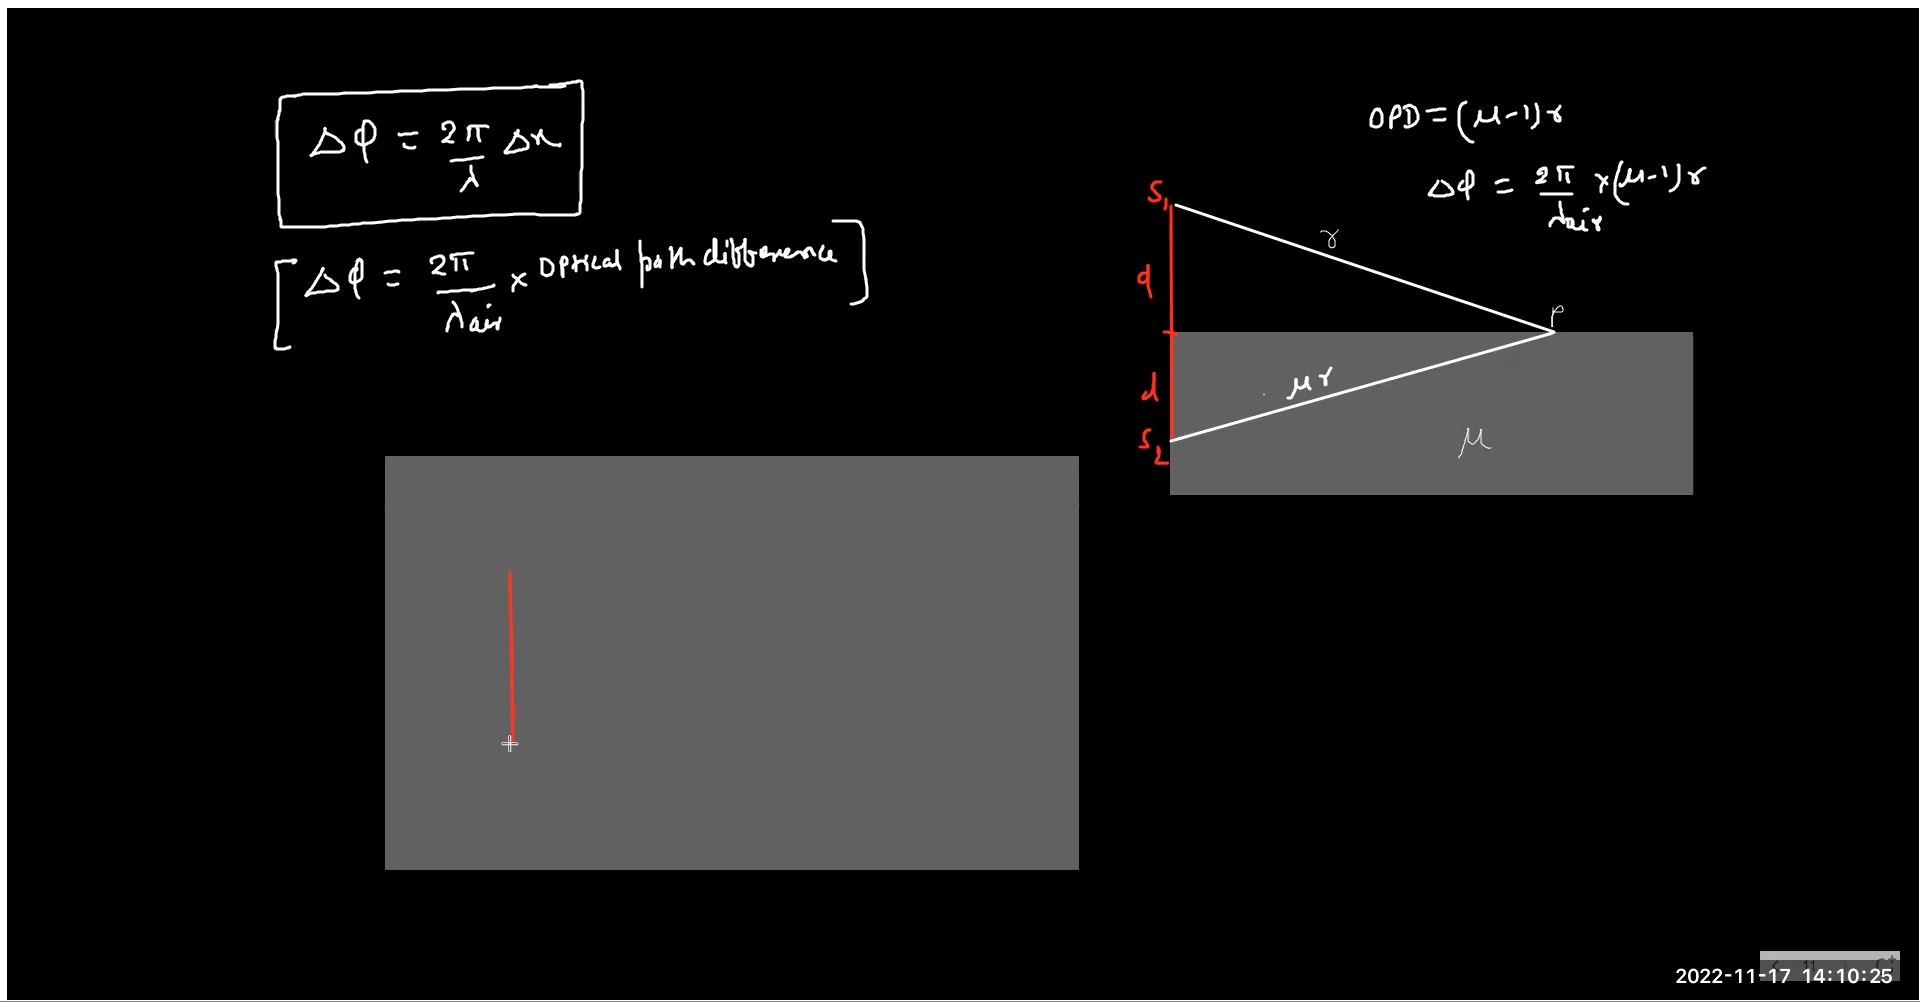 Δφ = 2π/λ Δx
[Δφ = 2π/λair × Optical path difference]
OPD = (μ-1)r
Δφ = 2π/λair × (μ-1)r
S1
r
d
P
μr
d
S2
μ
2022-11-17 14:10:25